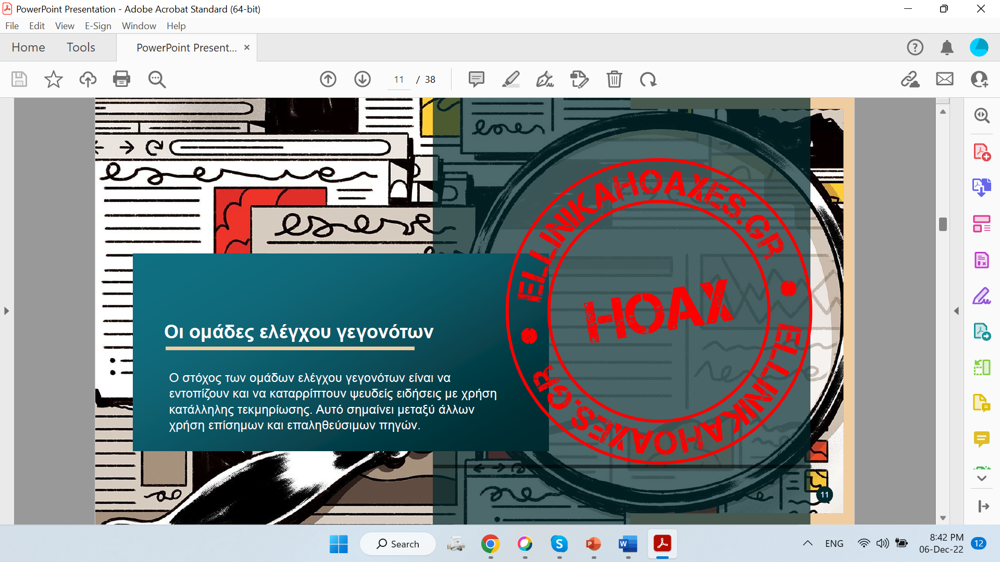 PowerPoint Presentation - Adobe Acrobat Standard (64-bit)
File Edit View E-Sign Window Help
Home Tools PowerPoint Present...
11 / 38
ELLINIKAHOAXES.GR
HOAX
ELLINIKAHOAXES.GR
Οι ομάδες ελέγχου γεγονότων
Ο στόχος των ομάδων ελέγχου γεγονότων είναι να
εντοπίζουν και να καταρρίπτουν ψευδείς ειδήσεις με χρήση
κατάλληλης τεκμηρίωσης. Αυτό σημαίνει μεταξύ άλλων
χρήση επίσημων και επαληθεύσιμων πηγών.
11
Search
ENG
8:42 PM
06-Dec-22
12